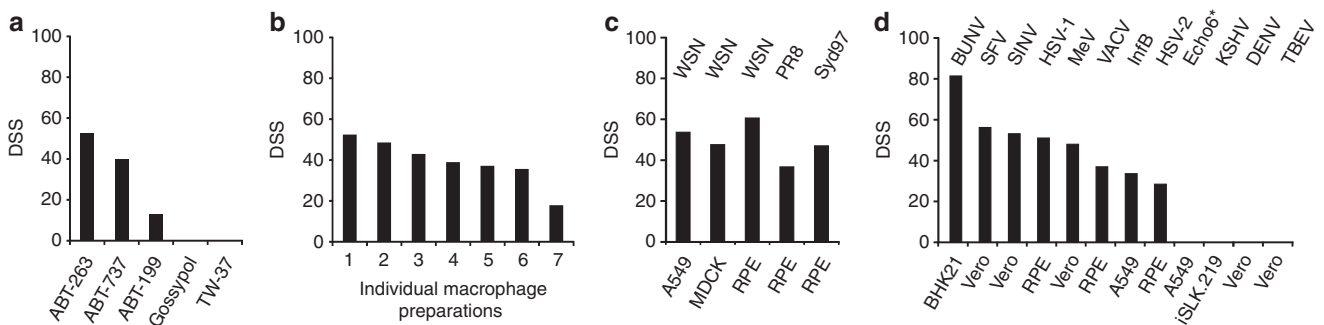 a
100
80
60
40
20
0
DSS
ABT-263
ABT-737
ABT-199
Gossypol
TW-37
b
100
80
60
40
20
0
DSS
1 2 3 4 5 6 7
Individual macrophage
preparations
c
100
80
60
40
20
0
DSS
WSN
WSN
WSN
PR8
Syd97
A549
MDCK
RPE
RPE
RPE
d
100
80
60
40
20
0
DSS
BUNV
SFV
SINV
HSV-1
MeV
VACV
InfB
HSV-2
Echo6*
KSHV
DENV
TBEV
BHK21
Vero
Vero
RPE
Vero
RPE
A549
RPE
A549
iSLK.219
Vero
Vero